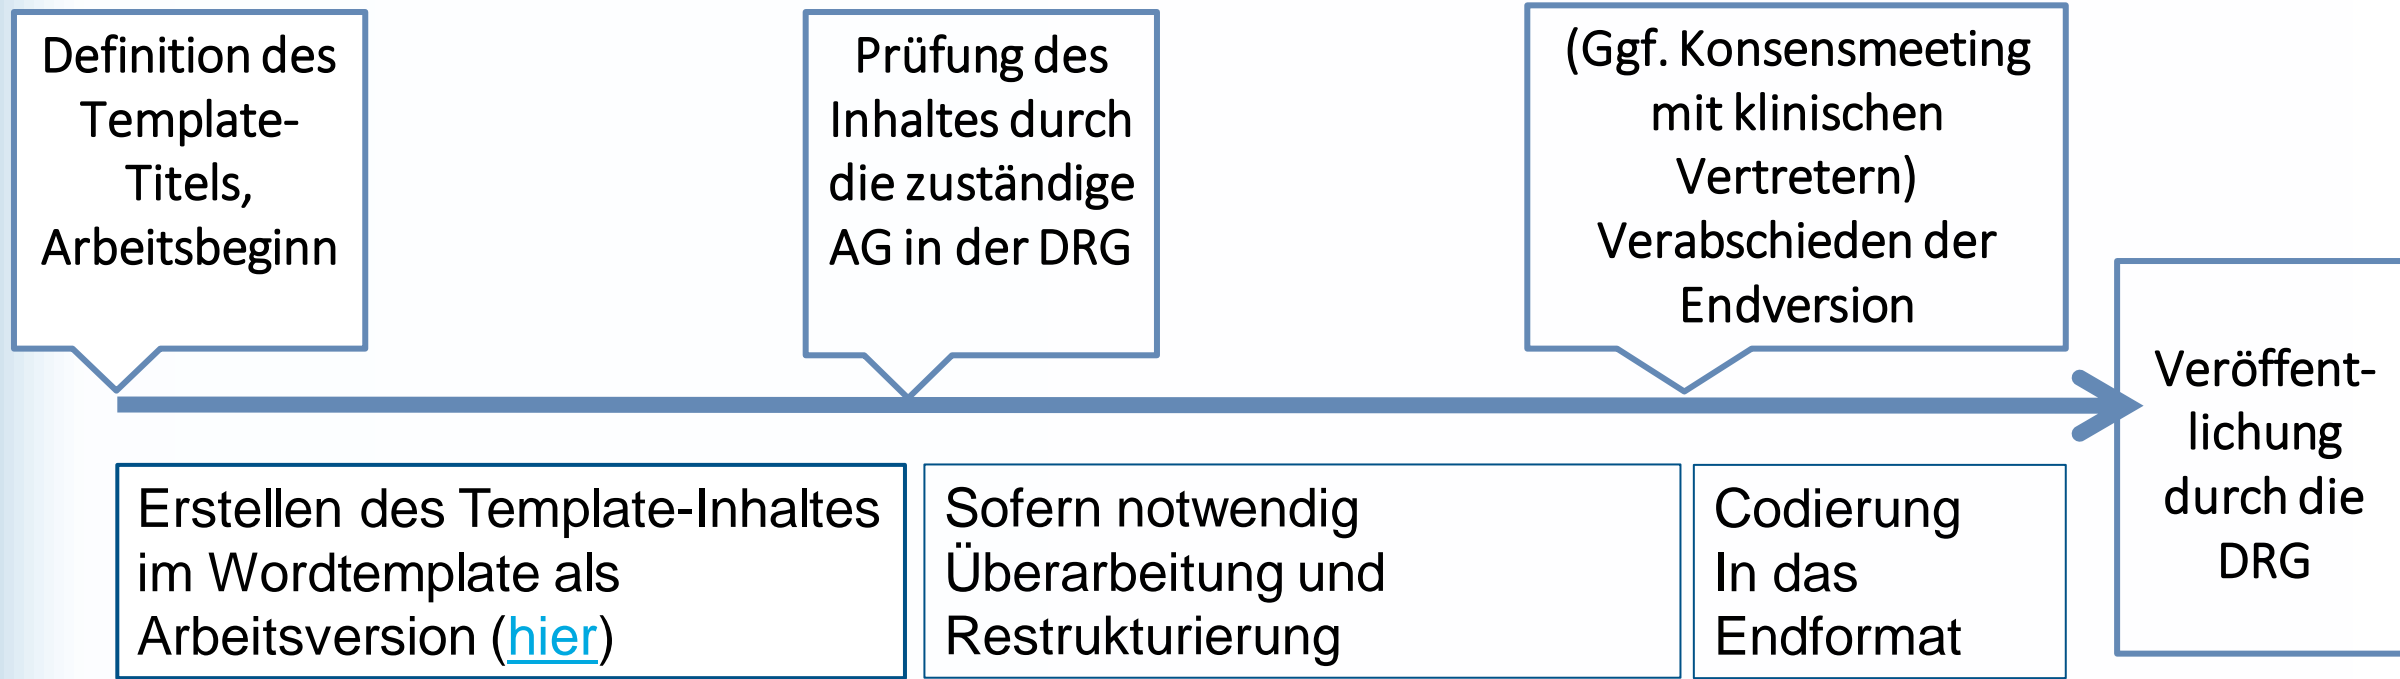 Definition des
Template-
Titels,
Arbeitsbeginn
Prüfung des
Inhaltes durch
die zuständige
AG in der DRG
(Ggf. Konsensmeeting
mit klinischen
Vertretern)
Verabschieden der
Endversion
Veröffent-
lichung
durch die
DRG
Erstellen des Template-Inhaltes
im Wordtemplate als
Arbeitsversion (hier)
Sofern notwendig
Überarbeitung und
Restrukturierung
Codierung
In das
Endformat